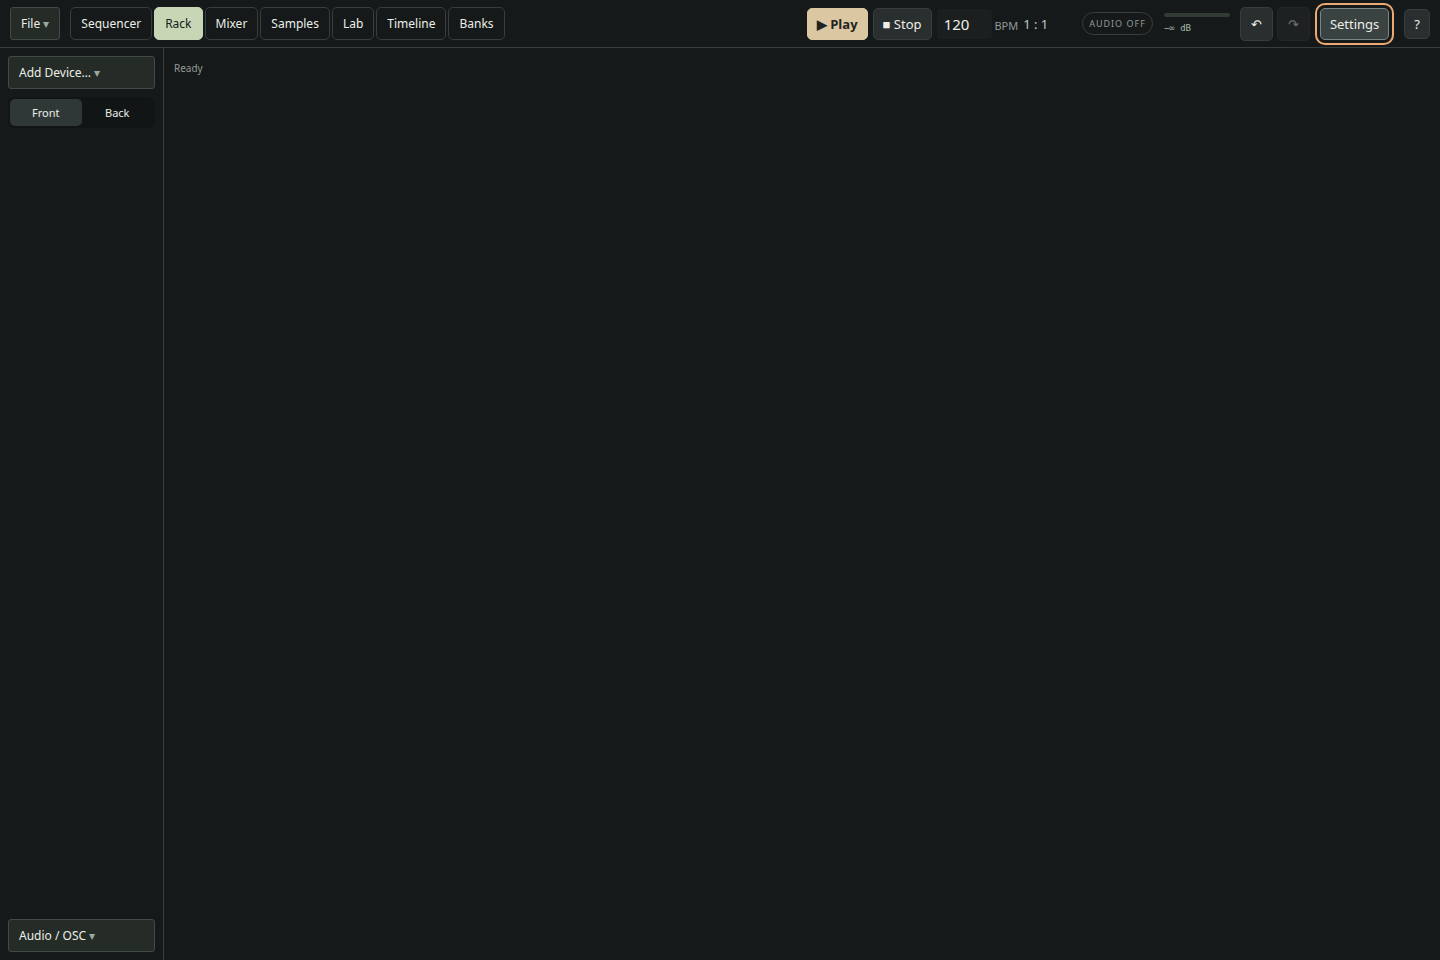 File ▾ Sequencer Rack Mixer Samples Lab Timeline Banks ▶ Play ■ Stop 120 BPM 1 : 1 AUDIO OFF −∞ dB ↶ ↷ Settings ?
Add Device... ▾
Ready
Front Back
Audio / OSC ▾